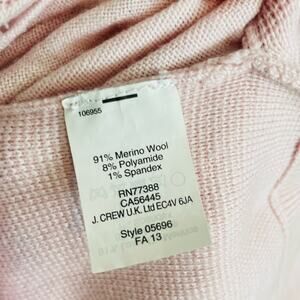 106955
91% Merino Wool
8% Polyamide
1% Spandex
RN77388
CA56445
J. CREW U.K. Ltd EC4V 6JA
Style 05696
FA 13